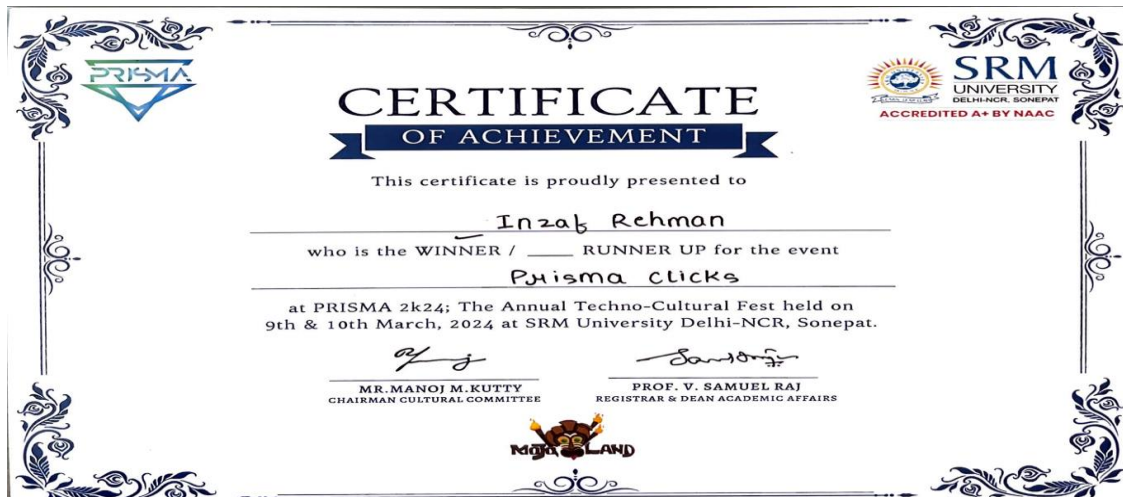 PRISMA
SRM
UNIVERSITY
DELHI-NCR, SONEPAT
ACCREDITED A+ BY NAAC
CERTIFICATE
OF ACHIEVEMENT
This certificate is proudly presented to
Inzaf Rehman
who is the WINNER / ____ RUNNER UP for the event
Prisma Clicks
at PRISMA 2k24; The Annual Techno-Cultural Fest held on
9th & 10th March, 2024 at SRM University Delhi-NCR, Sonepat.
MR.MANOJ M.KUTTY
CHAIRMAN CULTURAL COMMITTEE
PROF. V. SAMUEL RAJ
REGISTRAR & DEAN ACADEMIC AFFAIRS
MOJO LAND